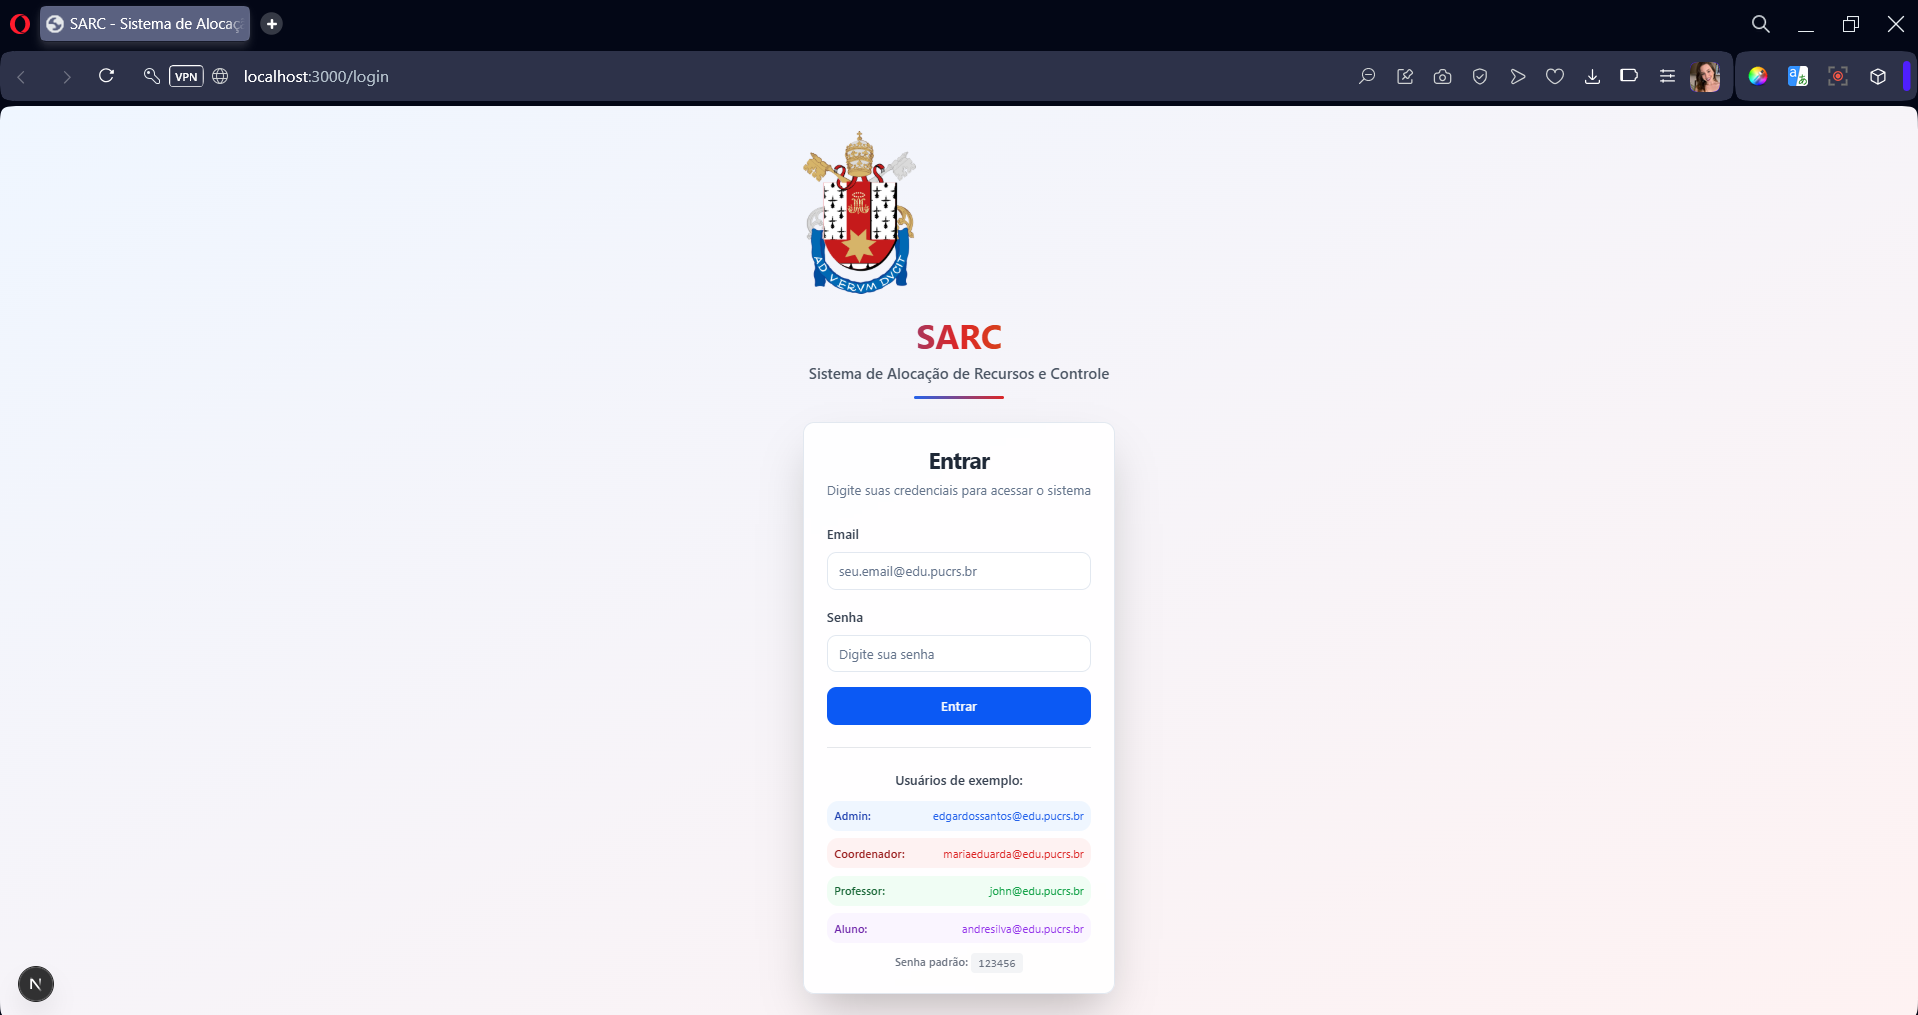 SARC - Sistema de Alocaç
VPN
localhost:3000/login
AD VERVM DVCIT
SARC
Sistema de Alocação de Recursos e Controle
Entrar
Digite suas credenciais para acessar o sistema
Email
seu.email@edu.pucrs.br
Senha
Digite sua senha
Entrar
Usuários de exemplo:
Admin: edgardossantos@edu.pucrs.br
Coordenador: mariaeduarda@edu.pucrs.br
Professor: john@edu.pucrs.br
Aluno: andresilva@edu.pucrs.br
Senha padrão: 123456
N